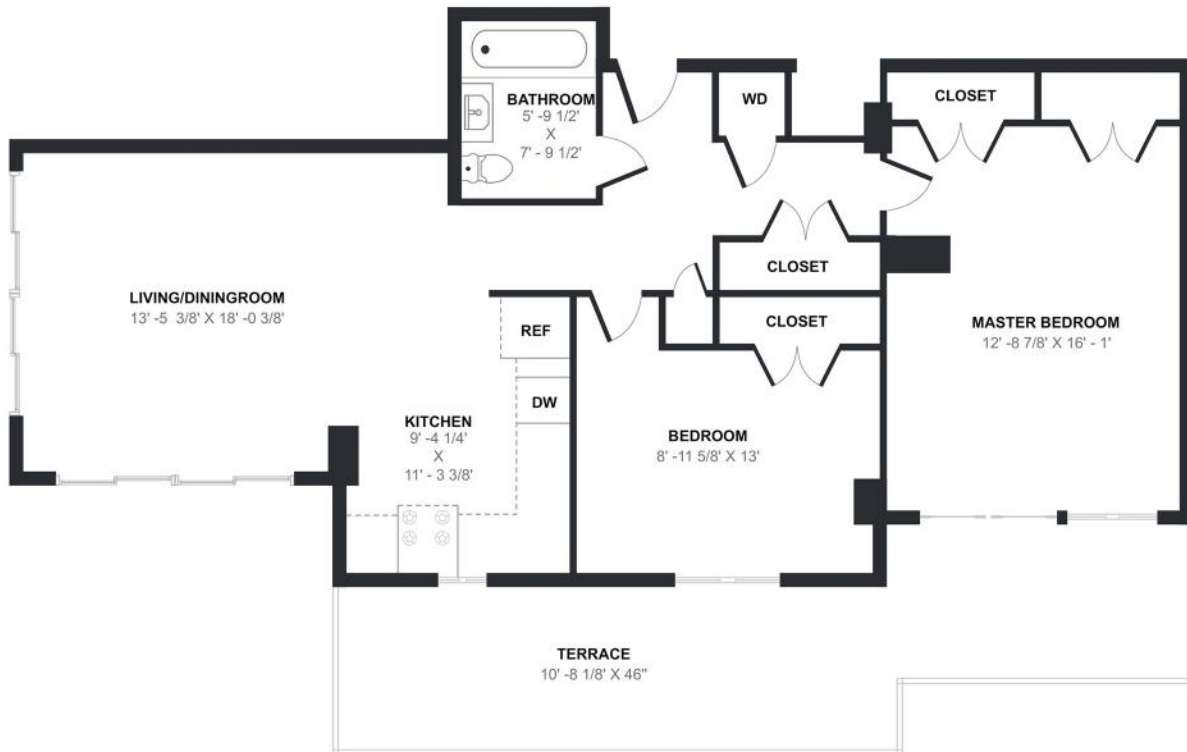 BATHROOM
5' -9 1/2'
X
7' - 9 1/2'
WD
CLOSET
CLOSET
LIVING/DININGROOM
13' -5 3/8' X 18' -0 3/8'
REF
CLOSET
MASTER BEDROOM
12' -8 7/8' X 16' - 1'
DW
KITCHEN
9' -4 1/4'
X
11' - 3 3/8'
BEDROOM
8' -11 5/8' X 13'
TERRACE
10' -8 1/8' X 46"